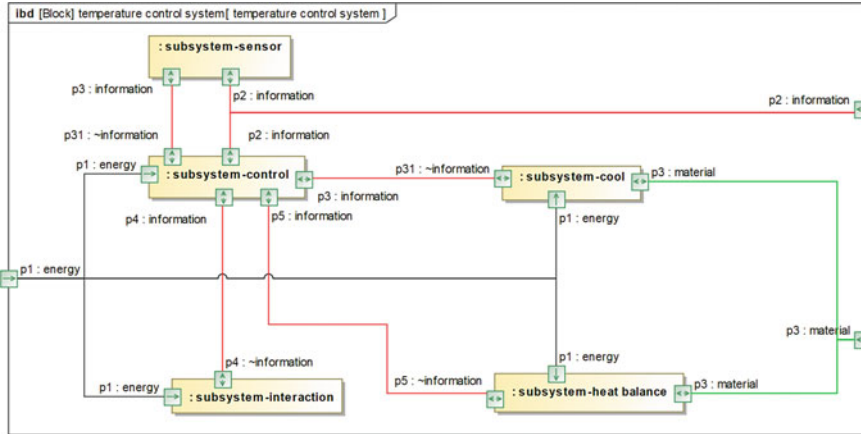 ibd [Block] temperature control system[ temperature control system ]
: subsystem-sensor
p3 : information
p2 : information
p2 : information
p31 : ~information
p2 : information
p1 : energy
: subsystem-control
p31 : ~information
: subsystem-cool
p3 : material
p3 : information
p4 : information
p5 : information
p1 : energy
p1 : energy
p3 : material
p4 : ~information
p1 : energy
p1 : energy
p5 : ~information
p3 : material
: subsystem-interaction
: subsystem-heat balance